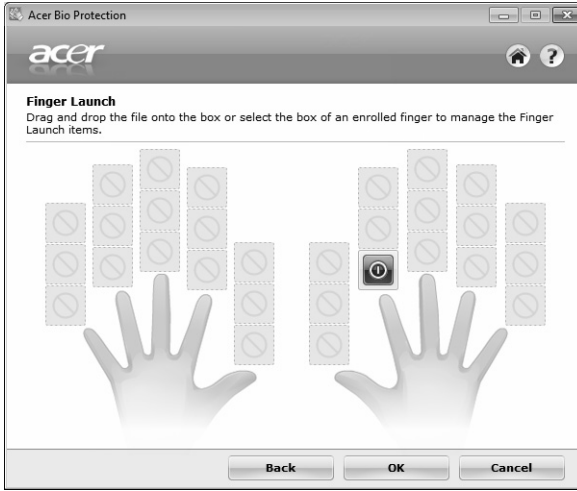 Acer Bio Protection
acer
?
Finger Launch
Drag and drop the file onto the box or select the box of an enrolled finger to manage the Finger
Launch items.
Back OK Cancel